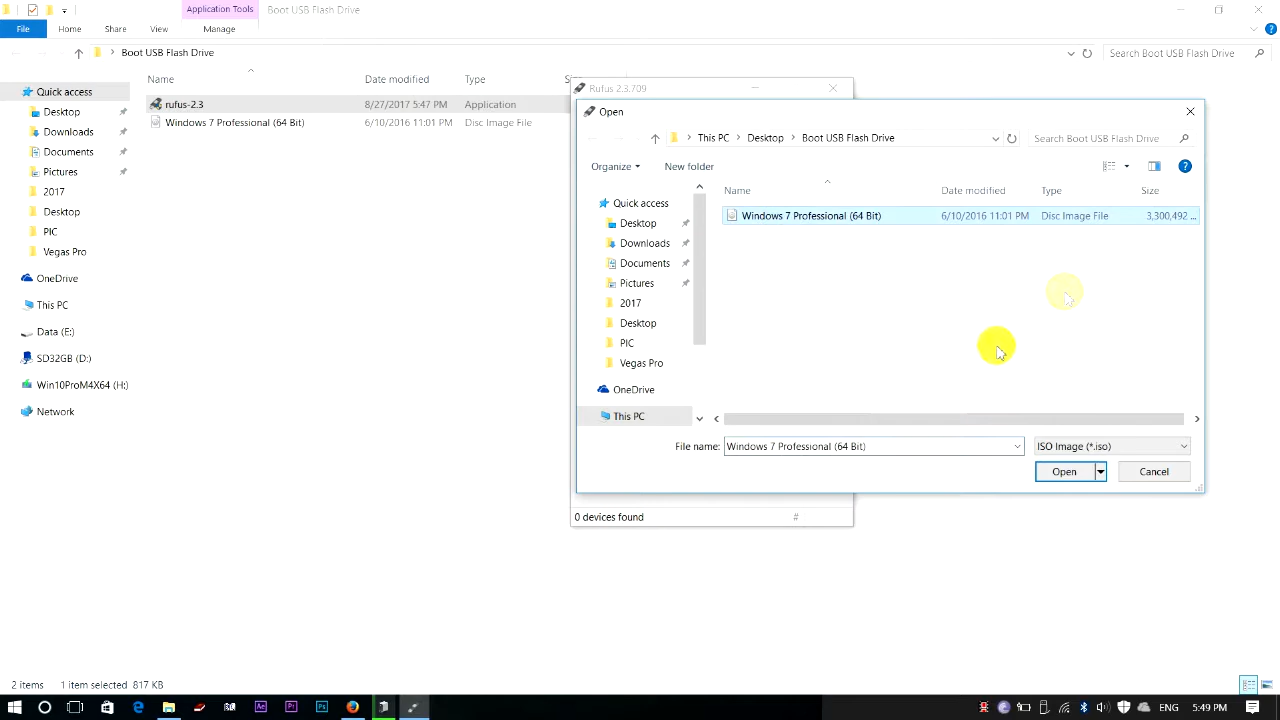 Application Tools Boot USB Flash Drive
File Home Share View Manage
Boot USB Flash Drive Search Boot USB Flash Drive
Quick access
Desktop
Downloads
Documents
Pictures
2017
Desktop
PIC
Vegas Pro
OneDrive
This PC
Data (E:)
SD32GB (D:)
Win10ProM4X64 (H:)
Network
Name Date modified Type
rufus-2.3 8/27/2017 5:47 PM Application
Windows 7 Professional (64 Bit) 6/10/2016 11:01 PM Disc Image File
Rufus 2.3.709
Open
This PC Desktop Boot USB Flash Drive Search Boot USB Flash Drive
Organize New folder
Quick access
Desktop
Downloads
Documents
Pictures
2017
Desktop
PIC
Vegas Pro
OneDrive
This PC
Name Date modified Type Size
Windows 7 Professional (64 Bit) 6/10/2016 11:01 PM Disc Image File 3,300,492 ...
File name: Windows 7 Professional (64 Bit) ISO Image (*.iso)
Open Cancel
0 devices found #
2 items 1 item selected 817 KB
Ae Pr Ps ENG 5:49 PM